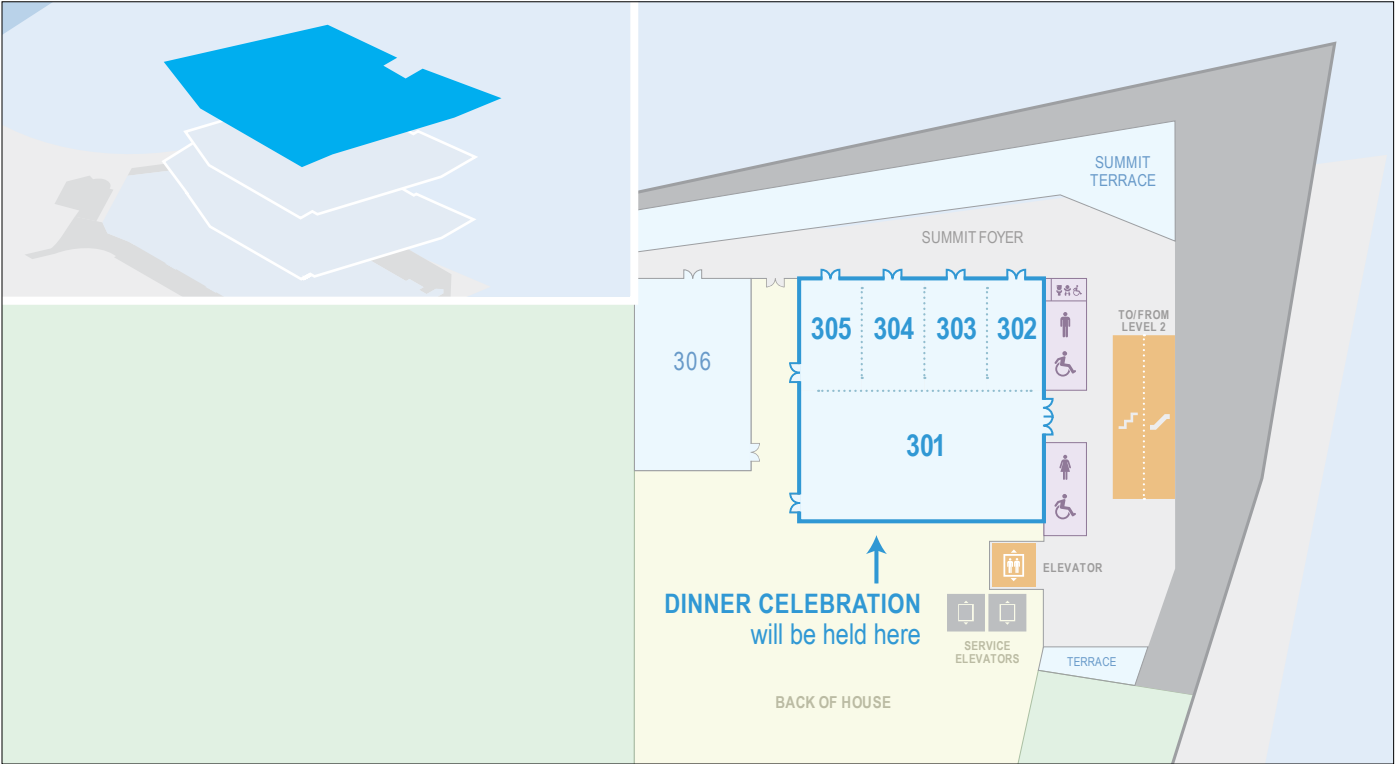 SUMMIT
TERRACE
SUMMIT FOYER
305
304
303
302
TO/FROM
LEVEL 2
306
301
ELEVATOR
DINNER CELEBRATION
will be held here
SERVICE
ELEVATORS
TERRACE
BACK OF HOUSE